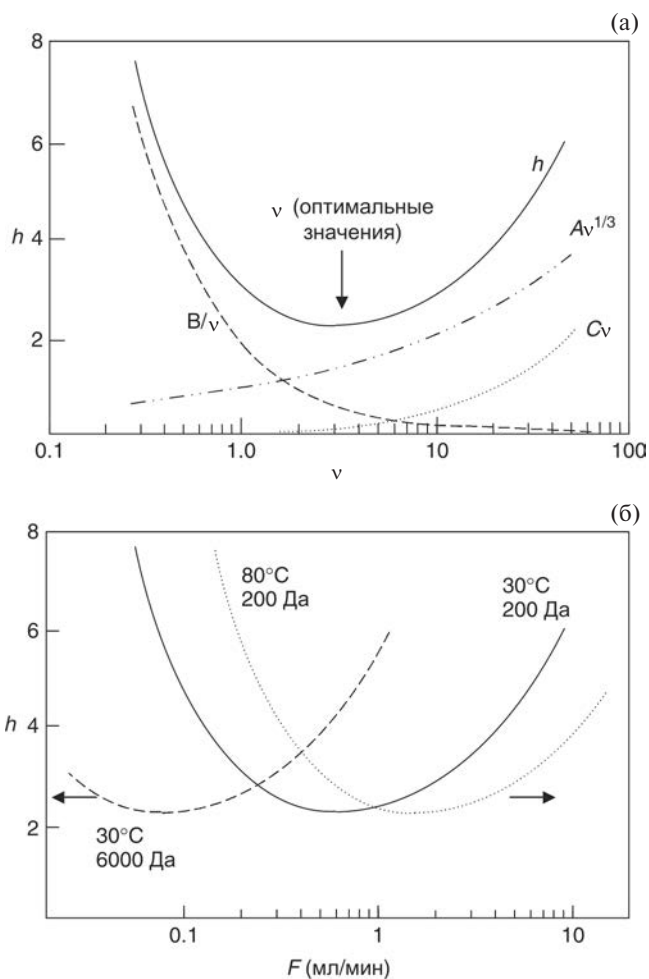 (а)
8
6
h 4
2
0.1
1.0
10
100
ν
ν (оптимальные
значения)
h
Aν1/3
B/ν
Cν
(б)
8
6
h 4
2
80°C
200 Да
30°C
200 Да
30°C
6000 Да
0.1
1
10
F (мл/мин)